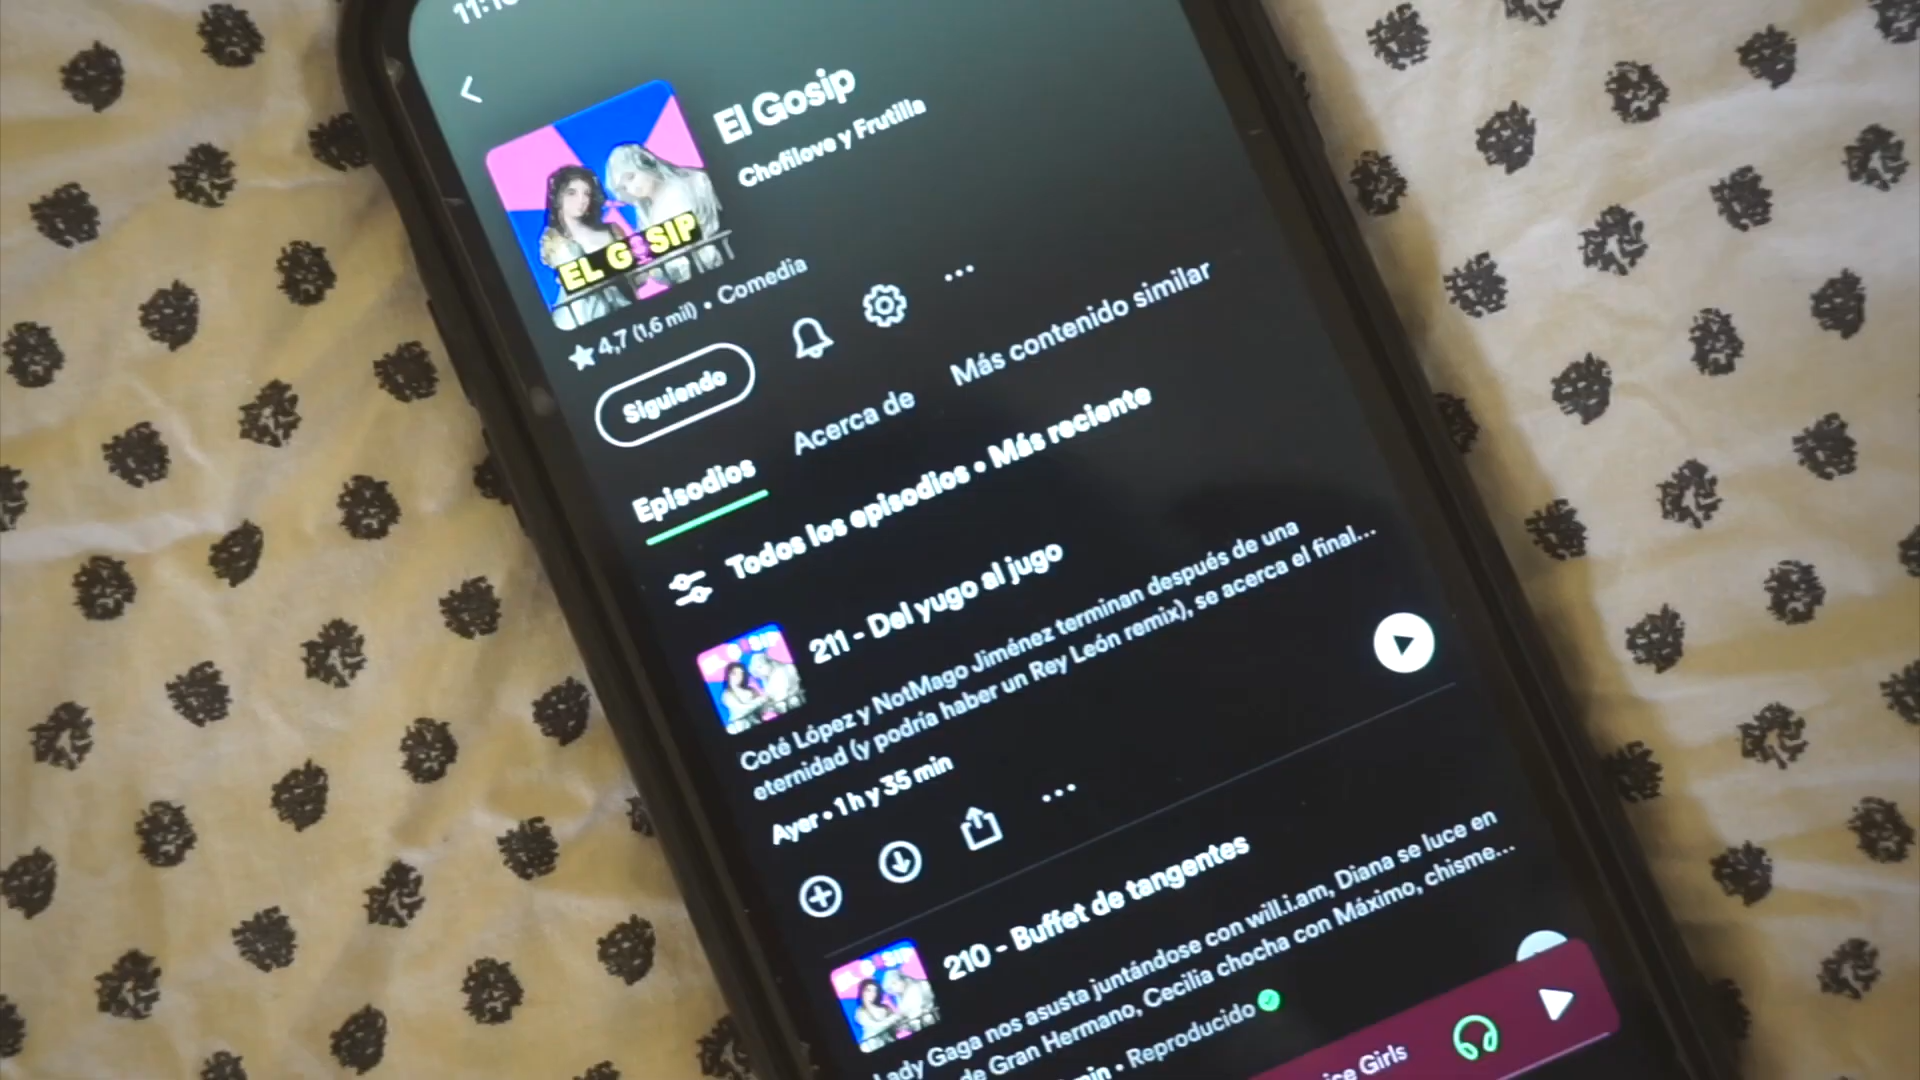 El Gosip
Chofilove y Frutilla
EL GOSIP
4,7 (1,6 mil) • Comedia
Siguiendo
Episodios
Acerca de
Más contenido similar
Todos los episodios • Más reciente
211 - Del yugo al jugo
Coté López y NotMago Jiménez terminan después de una
eternidad (y podría haber un Rey León remix), se acerca el final...
Ayer • 1 h y 35 min
210 - Buffet de tangentes
Lady Gaga nos asusta juntándose con will.i.am, Diana se luce en
de Gran Hermano, Cecilia chocha con Máximo, chisme...
min • Reproducido
Girls